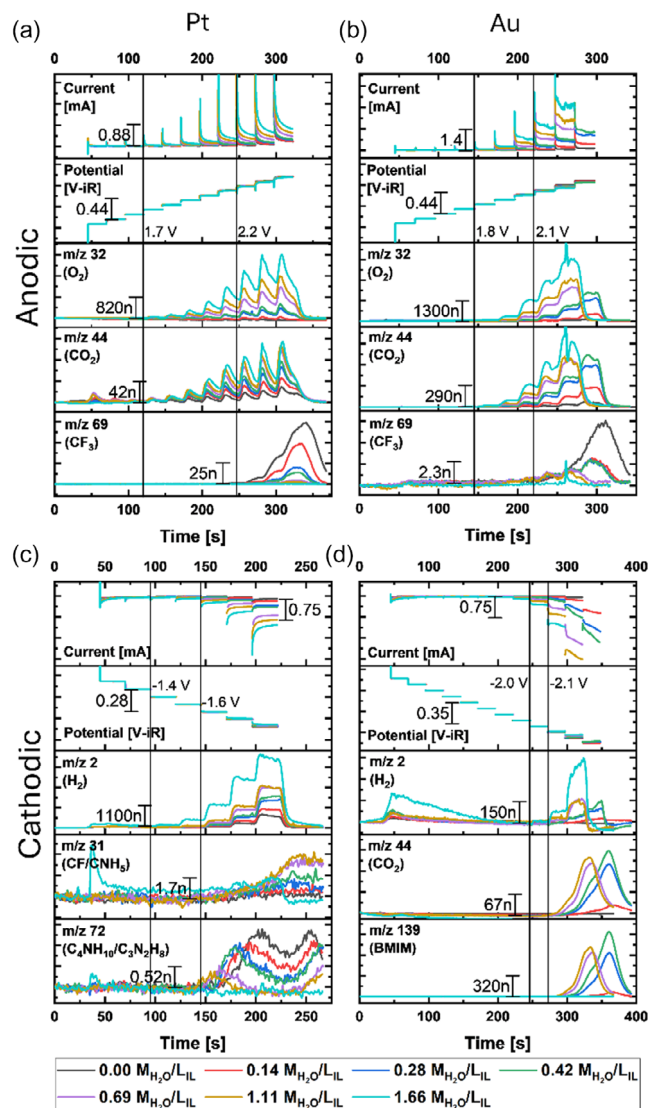 Pt Au
(a) (b)
0 100 200 300 0 100 200 300
Current
[mA]
0.88
Current
[mA]
1.4
Potential
[V-iR]
0.44
1.7 V 2.2 V
Potential
[V-iR]
0.44
1.8 V 2.1 V
Anodic
m/z 32
(O2)
820n
m/z 32
(O2)
1300n
m/z 44
(CO2)
42n
m/z 44
(CO2)
290n
m/z 69
(CF3)
25n
m/z 69
(CF3)
2.3n
0 100 200 300 0 100 200 300
Time [s] Time [s]
(c) (d)
0 50 100 150 200 250 0 100 200 300 400
0.75
Current [mA]
0.75
Current [mA]
-1.4 V -1.6 V
0.28
Potential [V-iR]
-2.0 V -2.1 V
0.35
Potential [V-iR]
Cathodic
m/z 2
(H2)
1100n
m/z 2
(H2)
150n
m/z 31
(CF/CNH5)
1.7n
m/z 44
(CO2)
67n
m/z 72
(C4NH10/C3N2H8)
0.52n
m/z 139
(BMIM)
320n
0 50 100 150 200 250 0 100 200 300 400
Time [s] Time [s]
0.00 MH2O/LIL 0.14 MH2O/LIL 0.28 MH2O/LIL 0.42 MH2O/LIL
0.69 MH2O/LIL 1.11 MH2O/LIL 1.66 MH2O/LIL